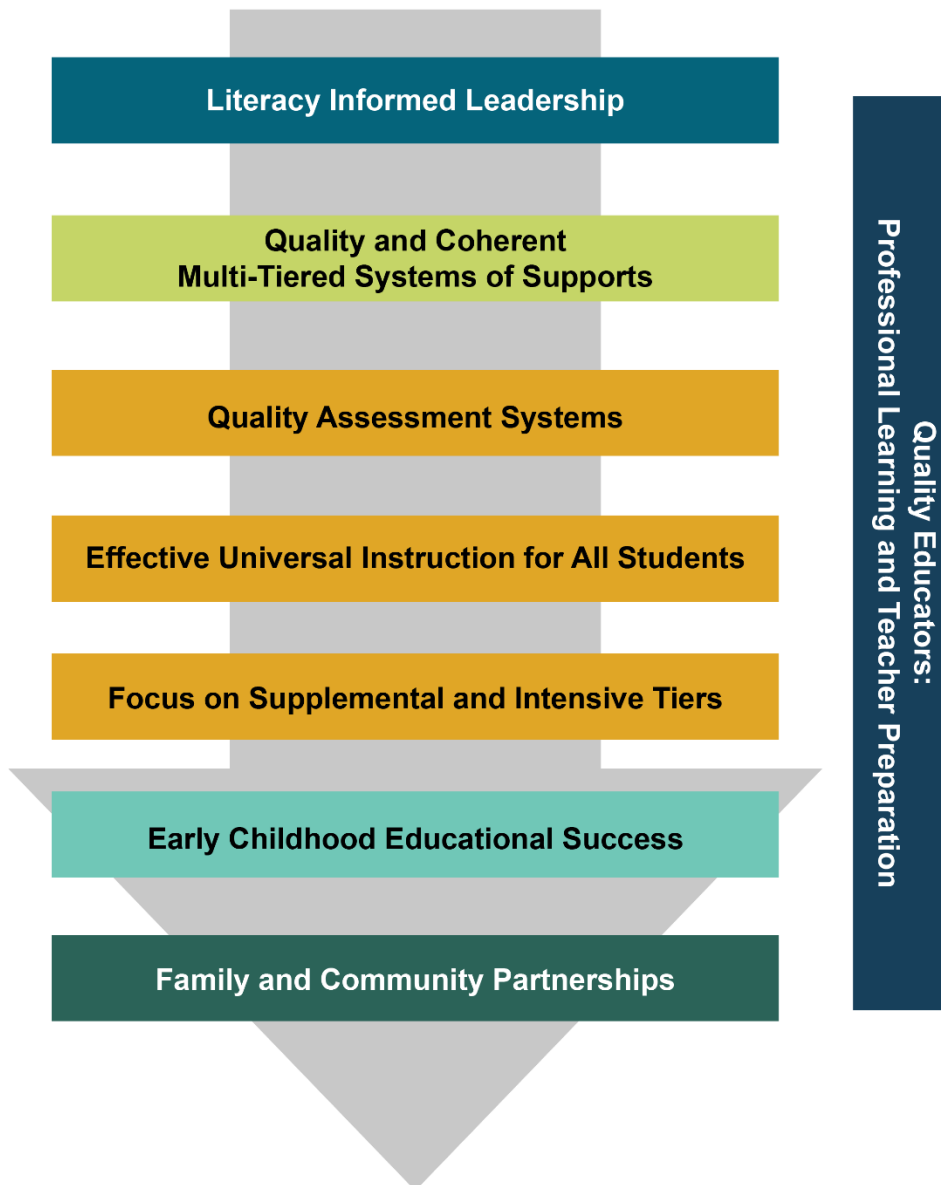 Literacy Informed Leadership
Quality and Coherent
Multi-Tiered Systems of Supports
Quality Assessment Systems
Effective Universal Instruction for All Students
Focus on Supplemental and Intensive Tiers
Early Childhood Educational Success
Family and Community Partnerships
Quality Educators:
Professional Learning and Teacher Preparation